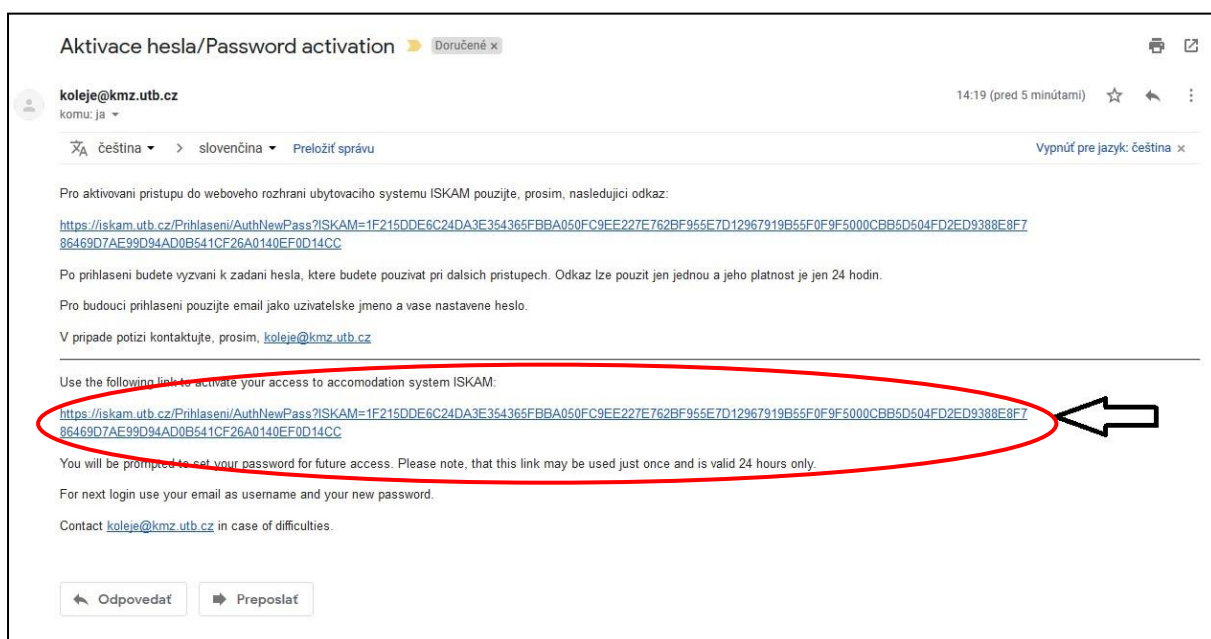 Aktivace hesla/Password activation Doručené ×
koleje@kmz.utb.cz 14:19 (pred 5 minútami)
komu: ja
čeština > slovenčina Preložiť správu Vypnúť pre jazyk: čeština ×
Pro aktivovani pristupu do weboveho rozhrani ubytovaciho systemu ISKAM pouzijte, prosim, nasledujici odkaz:
https://iskam.utb.cz/Prihlaseni/AuthNewPass?ISKAM=1F215DDE6C24DA3E354365FBBA050FC9EE227E762BF955E7D12967919B55F0F9F5000CBB5D504FD2ED9388E8F7
86469D7AE99D94AD0B541CF26A0140EF0D14CC
Po prihlaseni budete vyzvani k zadani hesla, ktere budete pouzivat pri dalsich pristupech. Odkaz lze pouzit jen jednou a jeho platnost je jen 24 hodin.
Pro budouci prihlaseni pouzijte email jako uzivatelske jmeno a vase nastavene heslo.
V pripade potizi kontaktujte, prosim, koleje@kmz.utb.cz
Use the following link to activate your access to accomodation system ISKAM:
https://iskam.utb.cz/Prihlaseni/AuthNewPass?ISKAM=1F215DDE6C24DA3E354365FBBA050FC9EE227E762BF955E7D12967919B55F0F9F5000CBB5D504FD2ED9388E8F7
86469D7AE99D94AD0B541CF26A0140EF0D14CC
You will be prompted to set your password for future access. Please note, that this link may be used just once and is valid 24 hours only.
For next login use your email as username and your new password.
Contact koleje@kmz.utb.cz in case of difficulties.
Odpovedať Preposlať